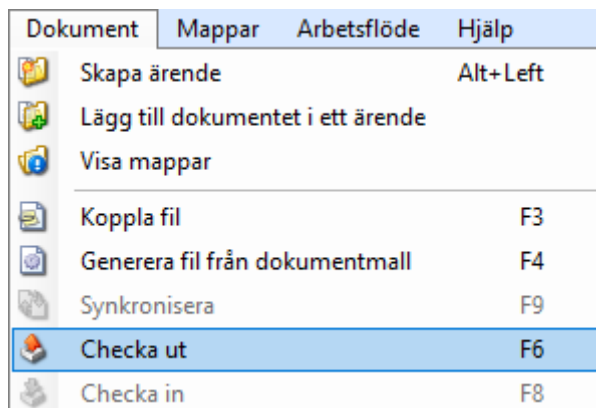 Dokument Mappar Arbetsflöde Hjälp
Skapa ärende Alt+Left
Lägg till dokumentet i ett ärende
Visa mappar
Koppla fil F3
Generera fil från dokumentmall F4
Synkronisera F9
Checka ut F6
Checka in F8